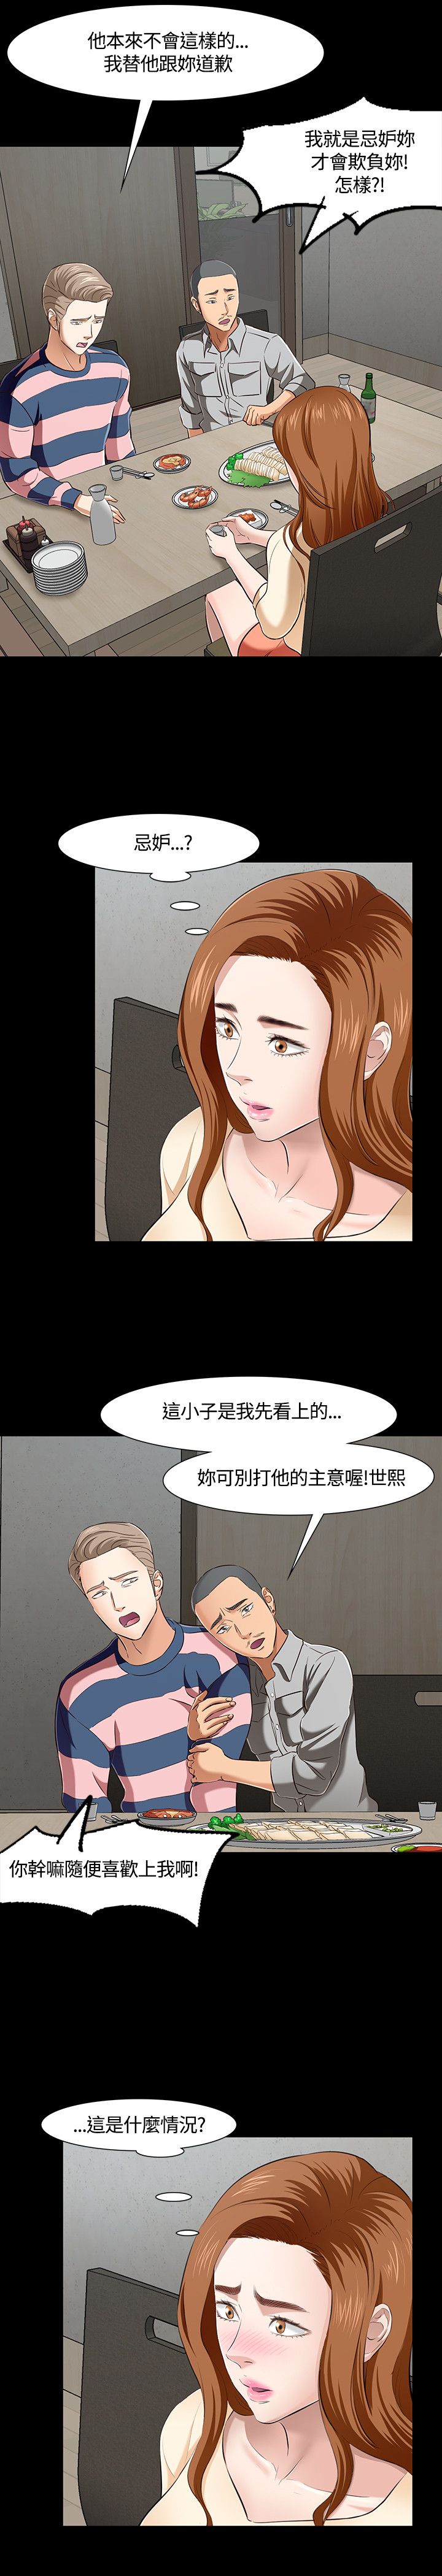 他本來不會這樣的...
我替他跟妳道歉
我就是忌妒妳
才會欺負妳!
怎樣?!
忌妒...?
這小子是我先看上的...
妳可別打他的主意喔!世熙
你幹嘛隨便喜歡上我啊!
...這是什麼情況?